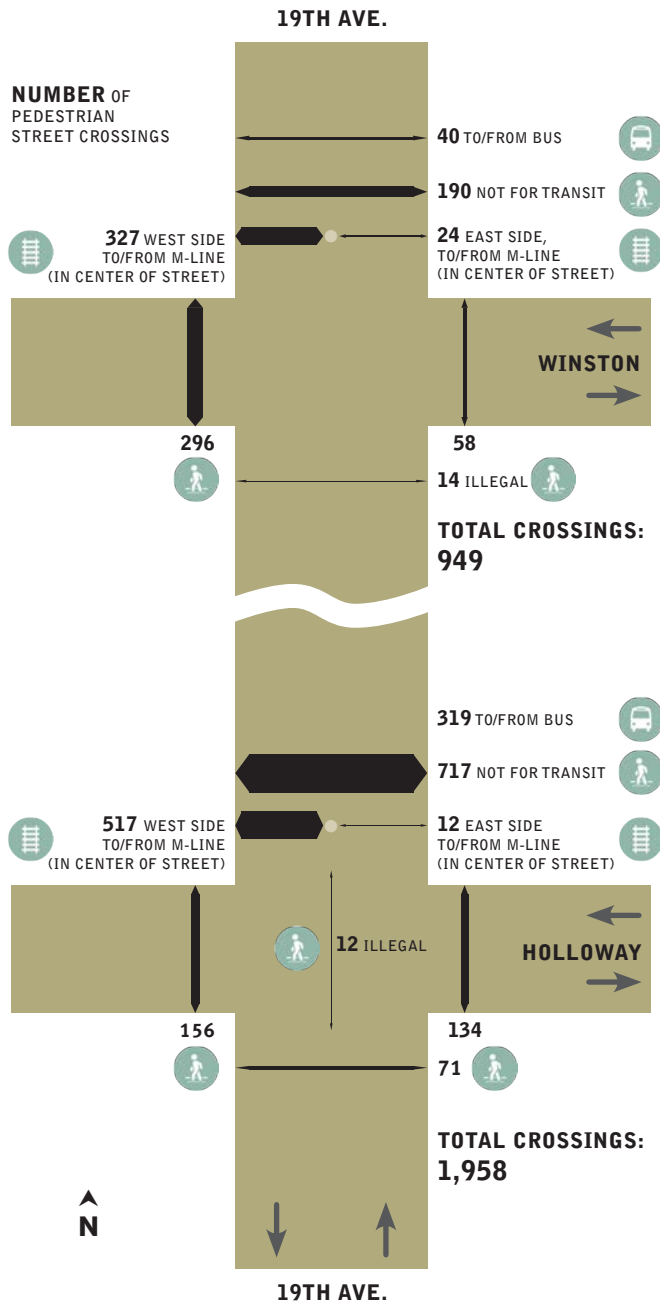 19TH AVE.
NUMBER OF
PEDESTRIAN
STREET CROSSINGS
40 TO/FROM BUS
190 NOT FOR TRANSIT
327 WEST SIDE
TO/FROM M-LINE
(IN CENTER OF STREET)
24 EAST SIDE,
TO/FROM M-LINE
(IN CENTER OF STREET)
WINSTON
296
58
14 ILLEGAL
TOTAL CROSSINGS:
949
319 TO/FROM BUS
717 NOT FOR TRANSIT
517 WEST SIDE
TO/FROM M-LINE
(IN CENTER OF STREET)
12 EAST SIDE
TO/FROM M-LINE
(IN CENTER OF STREET)
12 ILLEGAL
HOLLOWAY
156
134
71
TOTAL CROSSINGS:
1,958
N
19TH AVE.